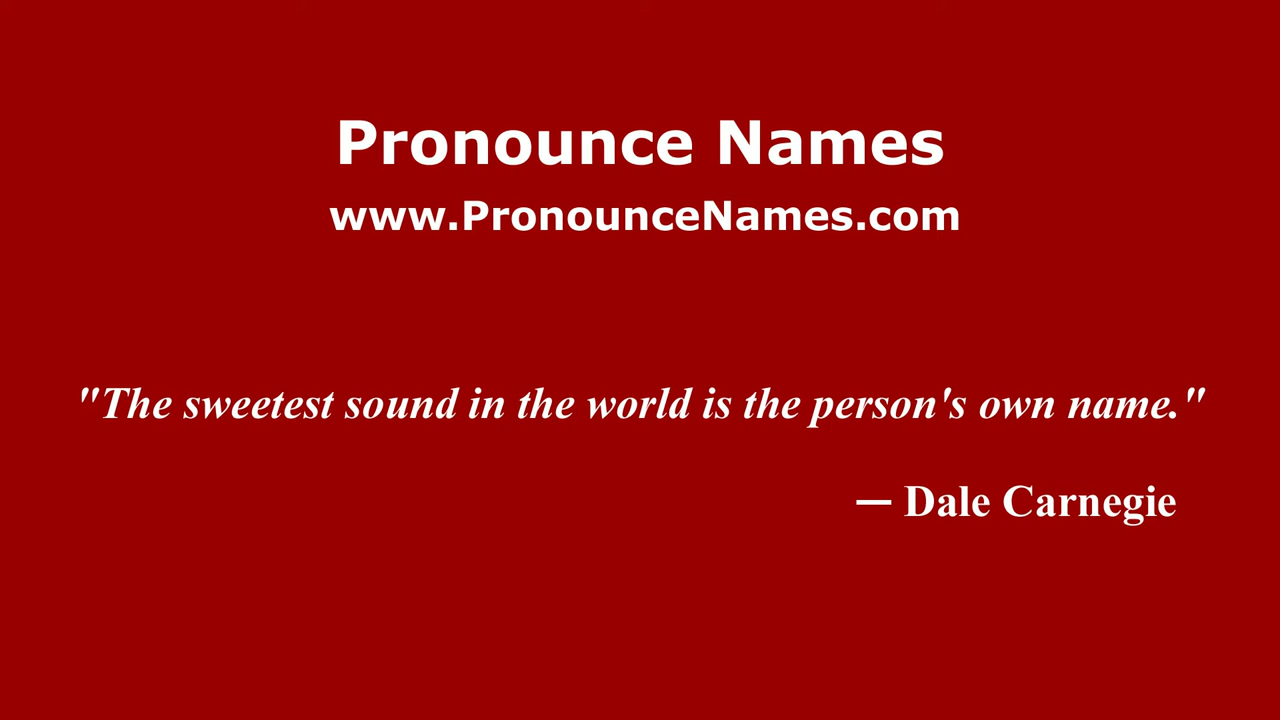 Pronounce Names
www.PronounceNames.com
"The sweetest sound in the world is the person's own name."
— Dale Carnegie